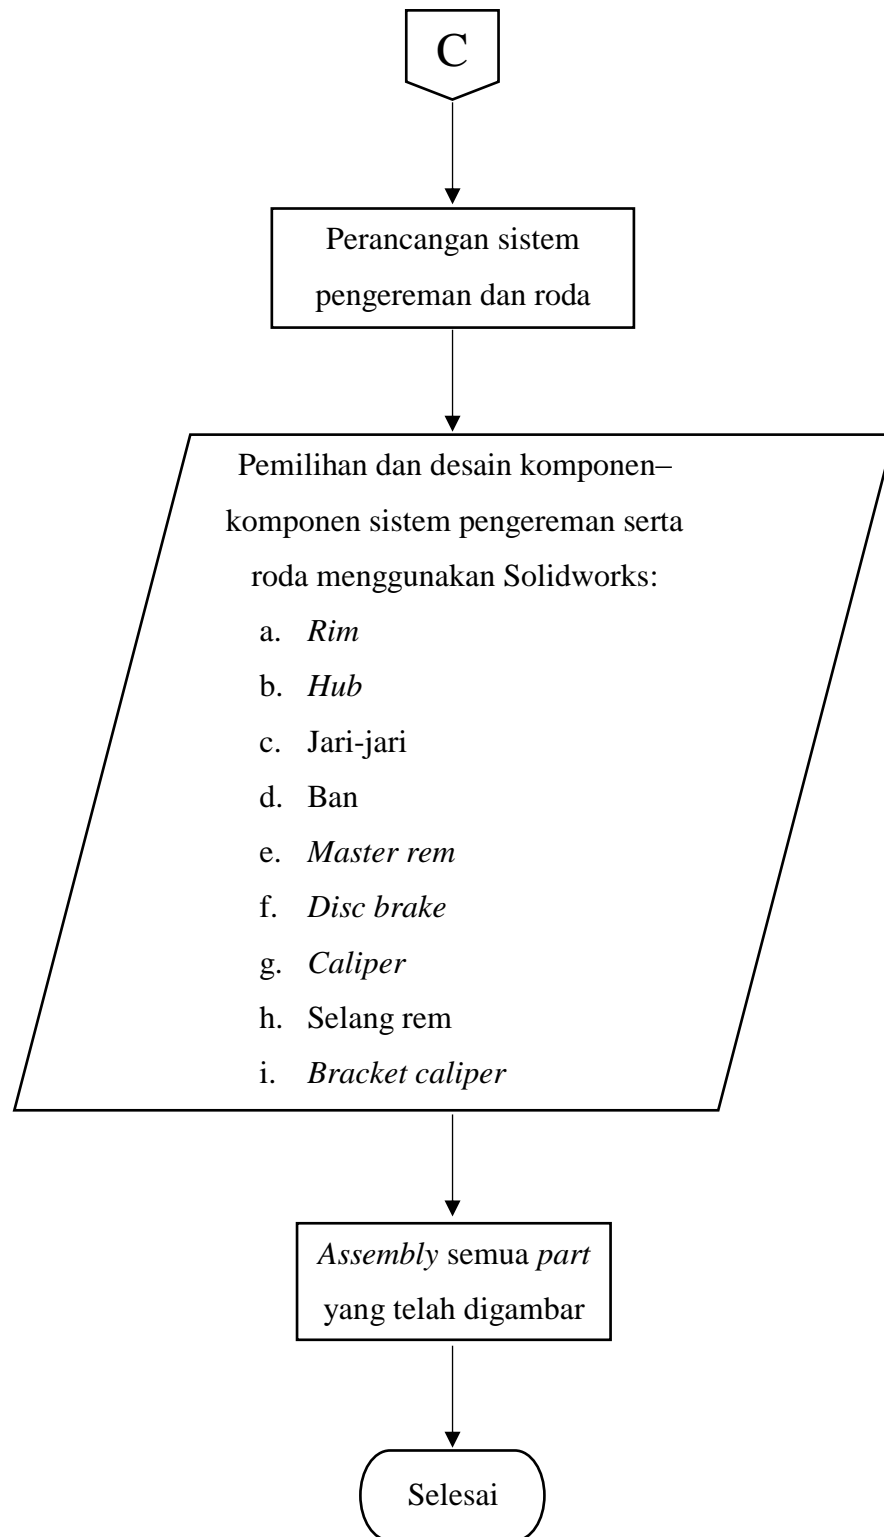 C
Perancangan sistem
pengereman dan roda
Pemilihan dan desain komponen–
komponen sistem pengereman serta
roda menggunakan Solidworks:
a. Rim
b. Hub
c. Jari-jari
d. Ban
e. Master rem
f. Disc brake
g. Caliper
h. Selang rem
i. Bracket caliper
Assembly semua part
yang telah digambar
Selesai